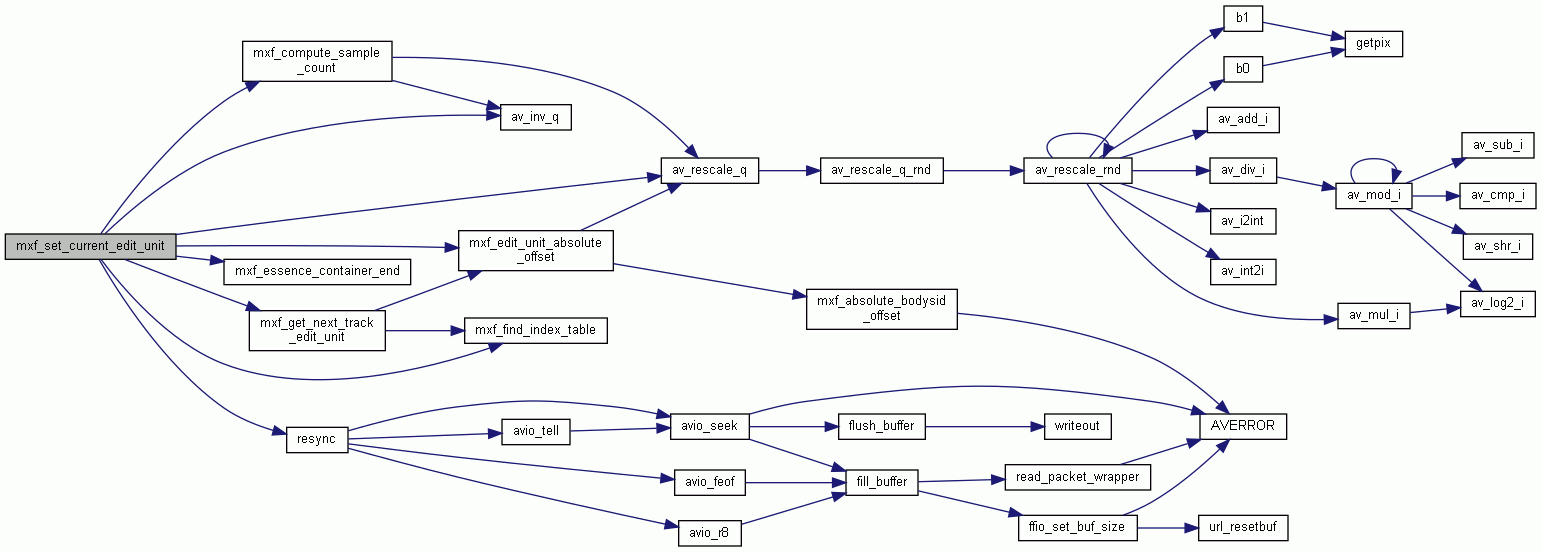 mxf_set_current_edit_unit
mxf_compute_sample
_count
av_inv_q
av_rescale_q
mxf_edit_unit_absolute
_offset
mxf_essence_container_end
mxf_get_next_track
_edit_unit
mxf_find_index_table
resync
av_rescale_q_rnd
av_rescale_rnd
b1
b0
getpix
av_add_i
av_div_i
av_i2int
av_int2i
av_mod_i
av_sub_i
av_cmp_i
av_shr_i
av_log2_i
av_mul_i
mxf_absolute_bodysid
_offset
AVERROR
avio_tell
avio_seek
avio_feof
avio_r8
flush_buffer
writeout
fill_buffer
read_packet_wrapper
ffio_set_buf_size
url_resetbuf